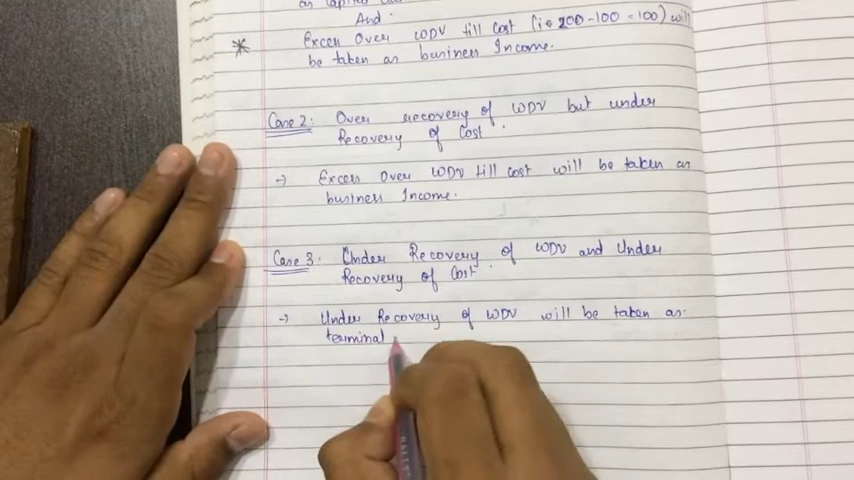 as capital
And
* Excess Over WDV till Cost (i.e 200-100=100) will
be taken as business Income.
Case 2: Over recovery of WDV but under
Recovery of Cost.
→ Excess Over WDV till cost will be taken as
business Income.
Case 3. Under Recovery of WDV and Under
Recovery of Cost.
→ Under Recovery of WDV will be taken as
terminal